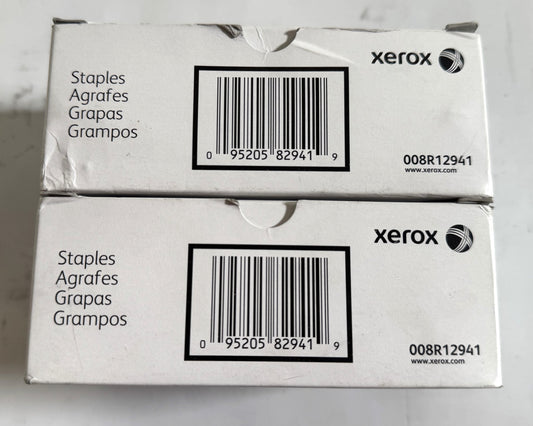 xerox
Staples
Agrafes
Grapas
Grampos
0 95205 82941 9
008R12941
www.xerox.com
xerox
Staples
Agrafes
Grapas
Grampos
0 95205 82941 9
008R12941
www.xerox.com